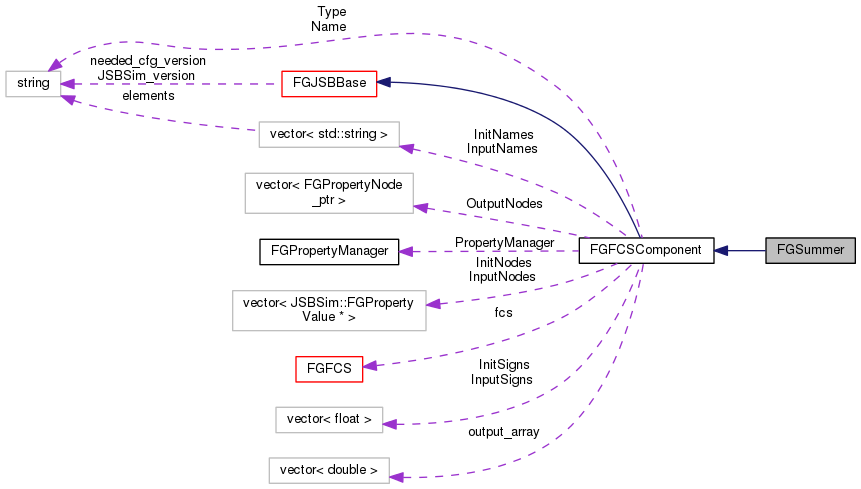 Type
Name
needed_cfg_version
JSBSim_version
string
FGJSBBase
elements
vector< std::string >
InitNames
InputNames
vector< FGPropertyNode
_ptr >
OutputNodes
FGPropertyManager
PropertyManager
FGFCSComponent
FGSummer
InitNodes
InputNodes
vector< JSBSim::FGProperty
Value * >
fcs
FGFCS
InitSigns
InputSigns
vector< float >
output_array
vector< double >